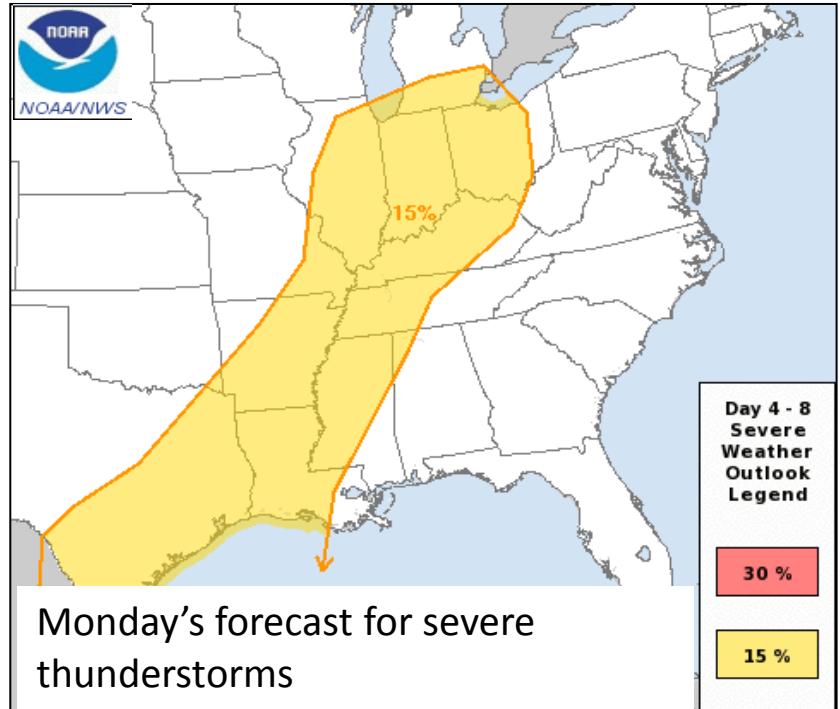 NOAA
NOAA/NWS
15%
Day 4 - 8
Severe
Weather
Outlook
Legend
30 %
15 %
Monday’s forecast for severe
thunderstorms